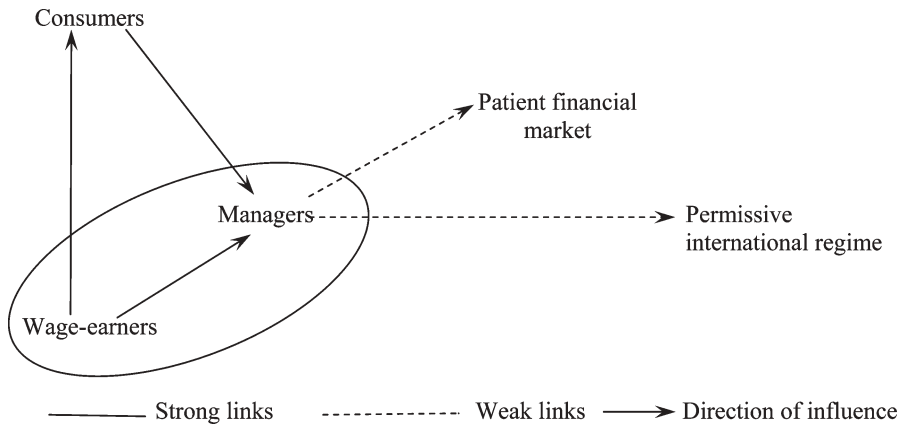 Consumers
Patient financial
market
Managers
Permissive
international regime
Wage-earners
Strong links
Weak links
Direction of influence